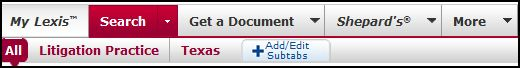 My Lexis™ Search Get a Document Shepard's® More
All Litigation Practice Texas Add/Edit
Subtabs